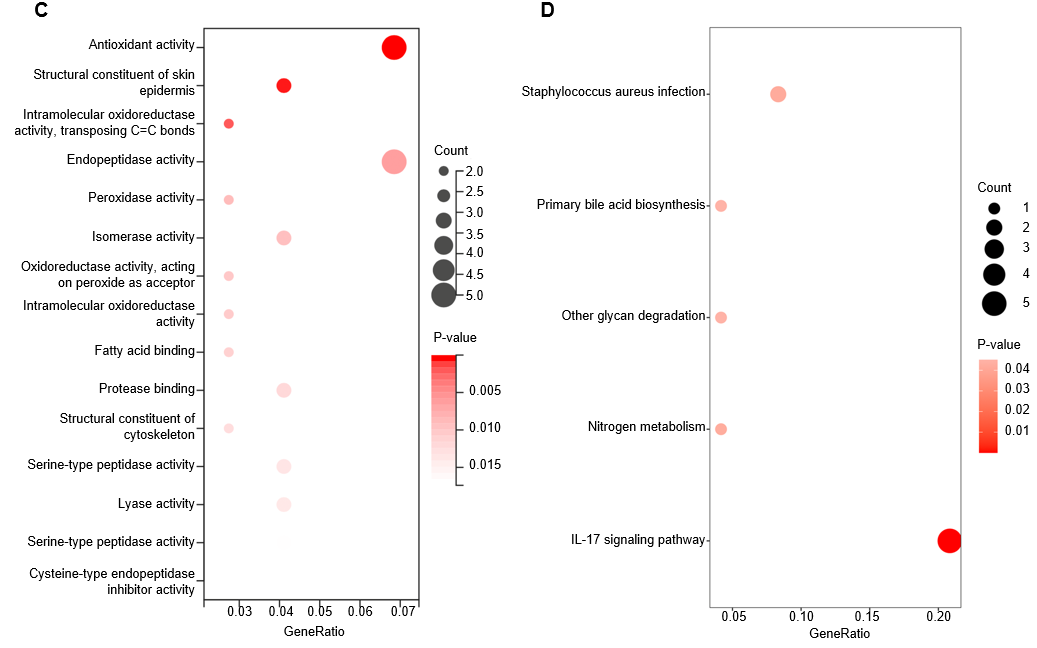 C
Antioxidant activity
Structural constituent of skin
epidermis
Intramolecular oxidoreductase
activity, transposing C=C bonds
Endopeptidase activity
Peroxidase activity
Isomerase activity
Oxidoreductase activity, acting
on peroxide as acceptor
Intramolecular oxidoreductase
activity
Fatty acid binding
Protease binding
Structural constituent of
cytoskeleton
Serine-type peptidase activity
Lyase activity
Serine-type peptidase activity
Cysteine-type endopeptidase
inhibitor activity
0.03 0.04 0.05 0.06 0.07
GeneRatio
Count
2.0
2.5
3.0
3.5
4.0
4.5
5.0
P-value
0.005
0.010
0.015
D
Staphylococcus aureus infection
Primary bile acid biosynthesis
Other glycan degradation
Nitrogen metabolism
IL-17 signaling pathway
0.05 0.10 0.15 0.20
GeneRatio
Count
1
2
3
4
5
P-value
0.04
0.03
0.02
0.01